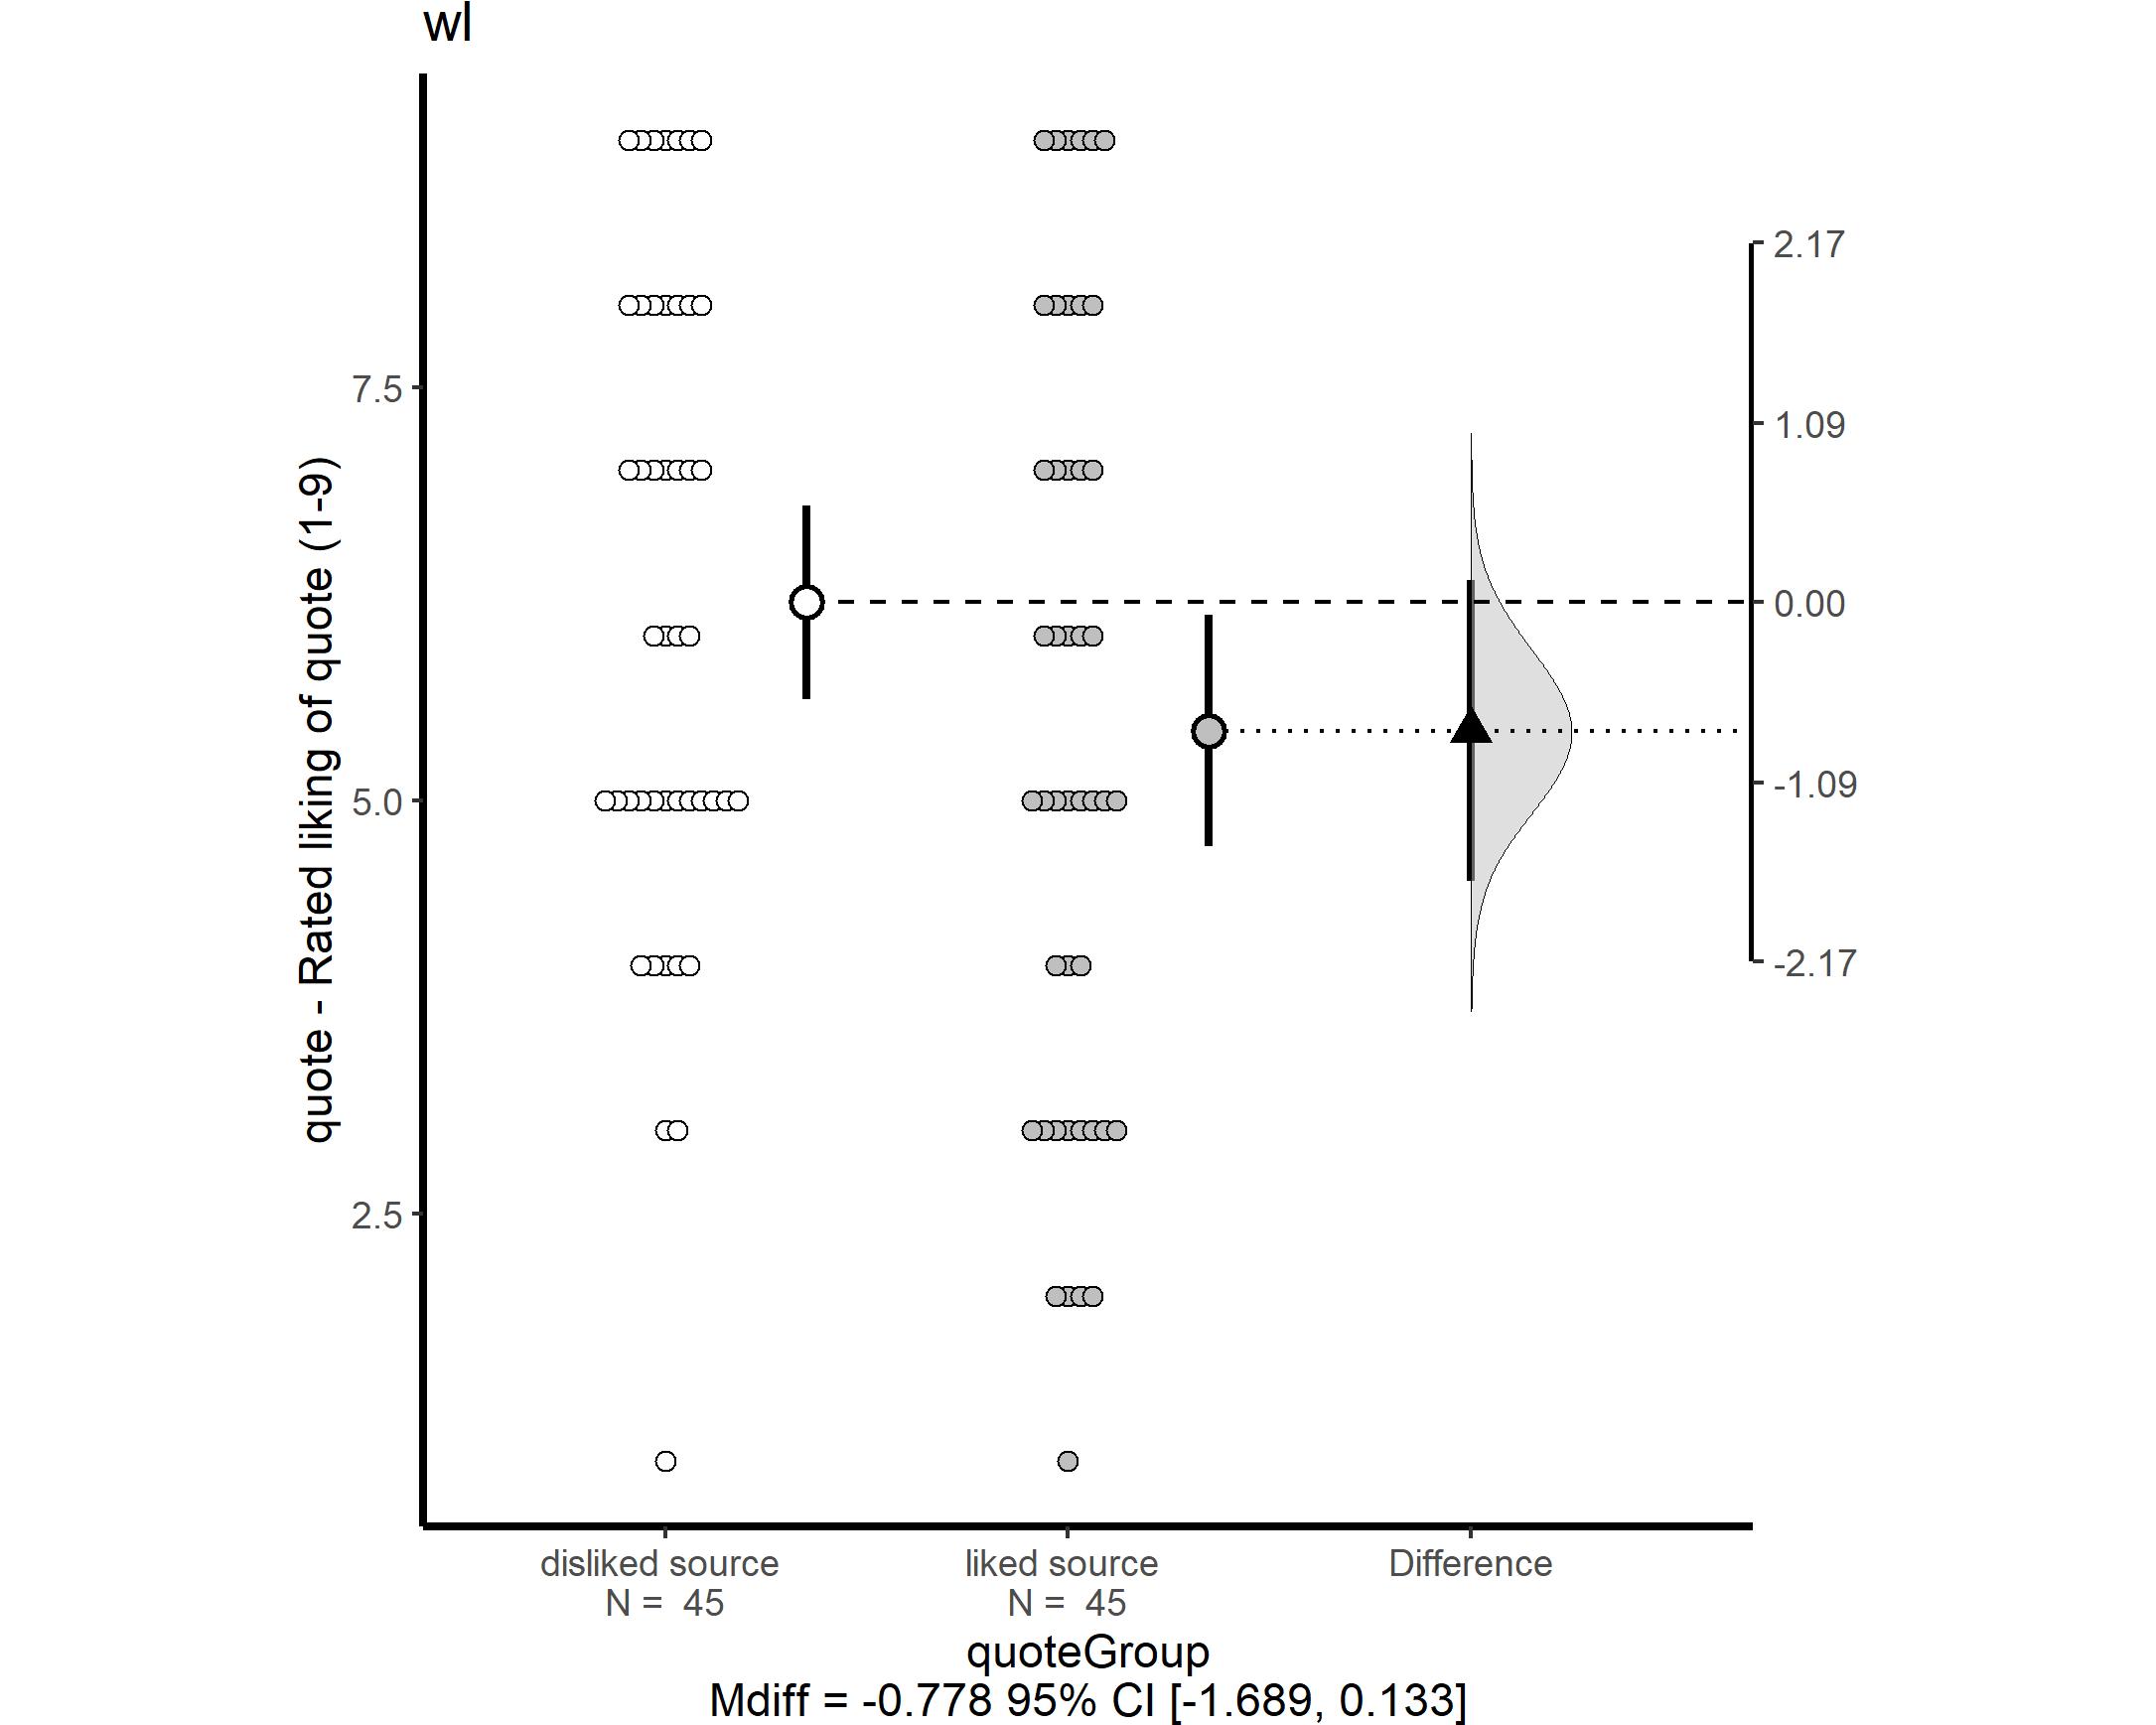 wl
quote - Rated liking of quote (1-9)
7.5
5.0
2.5
2.17
1.09
0.00
-1.09
-2.17
disliked source
N =  45
liked source
N =  45
Difference
quoteGroup
Mdiff = -0.778 95% CI [-1.689, 0.133]